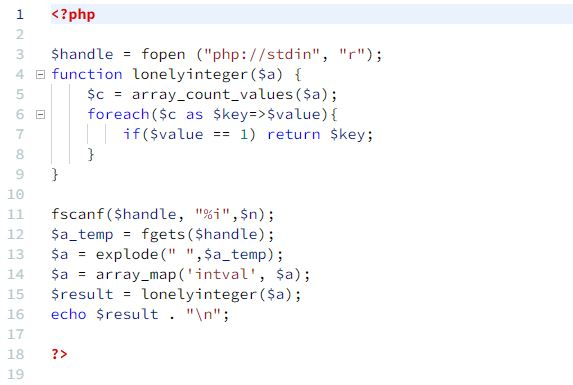 1 <?php
2
3 $handle = fopen ("php://stdin", "r");
4 function lonelyinteger($a) {
5     $c = array_count_values($a);
6     foreach($c as $key=>$value){
7         if($value == 1) return $key;
8     }
9 }
10
11 fscanf($handle, "%i",$n);
12 $a_temp = fgets($handle);
13 $a = explode(" ",$a_temp);
14 $a = array_map('intval', $a);
15 $result = lonelyinteger($a);
16 echo $result . "\n";
17
18 ?>
19